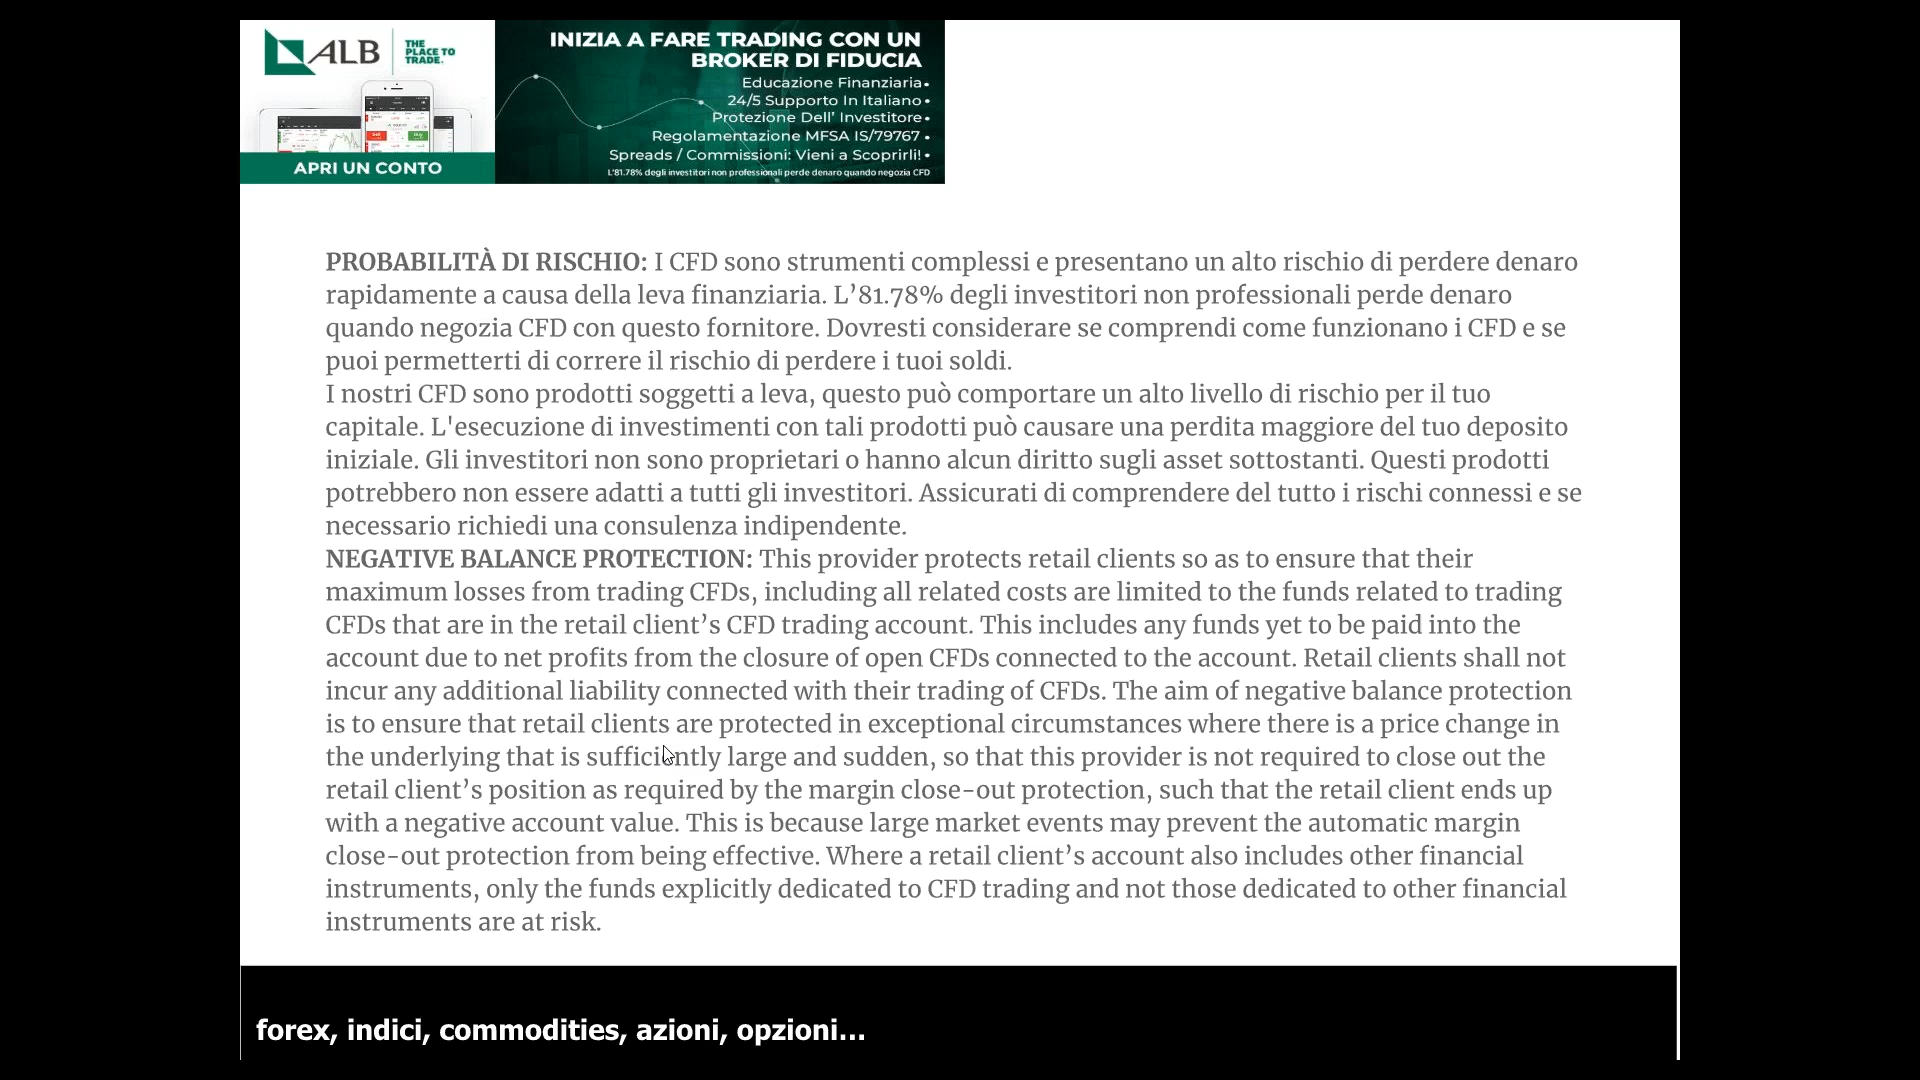 ALB
THE
PLACE TO
TRADE.
APRI UN CONTO
INIZIA A FARE TRADING CON UN
BROKER DI FIDUCIA
Educazione Finanziaria•
24/5 Supporto In Italiano•
Protezione Dell' Investitore•
Regolamentazione MFSA IS/79767 •
Spreads / Commissioni: Vieni a Scoprirli! •
L'81.78% degli investitori non professionali perde denaro quando negozia CFD
PROBABILITÀ DI RISCHIO: I CFD sono strumenti complessi e presentano un alto rischio di perdere denaro
rapidamente a causa della leva finanziaria. L’81.78% degli investitori non professionali perde denaro
quando negozia CFD con questo fornitore. Dovresti considerare se comprendi come funzionano i CFD e se
puoi permetterti di correre il rischio di perdere i tuoi soldi.
I nostri CFD sono prodotti soggetti a leva, questo può comportare un alto livello di rischio per il tuo
capitale. L'esecuzione di investimenti con tali prodotti può causare una perdita maggiore del tuo deposito
iniziale. Gli investitori non sono proprietari o hanno alcun diritto sugli asset sottostanti. Questi prodotti
potrebbero non essere adatti a tutti gli investitori. Assicurati di comprendere del tutto i rischi connessi e se
necessario richiedi una consulenza indipendente.
NEGATIVE BALANCE PROTECTION: This provider protects retail clients so as to ensure that their
maximum losses from trading CFDs, including all related costs are limited to the funds related to trading
CFDs that are in the retail client’s CFD trading account. This includes any funds yet to be paid into the
account due to net profits from the closure of open CFDs connected to the account. Retail clients shall not
incur any additional liability connected with their trading of CFDs. The aim of negative balance protection
is to ensure that retail clients are protected in exceptional circumstances where there is a price change in
the underlying that is sufficiently large and sudden, so that this provider is not required to close out the
retail client’s position as required by the margin close-out protection, such that the retail client ends up
with a negative account value. This is because large market events may prevent the automatic margin
close-out protection from being effective. Where a retail client’s account also includes other financial
instruments, only the funds explicitly dedicated to CFD trading and not those dedicated to other financial
instruments are at risk.
forex, indici, commodities, azioni, opzioni...